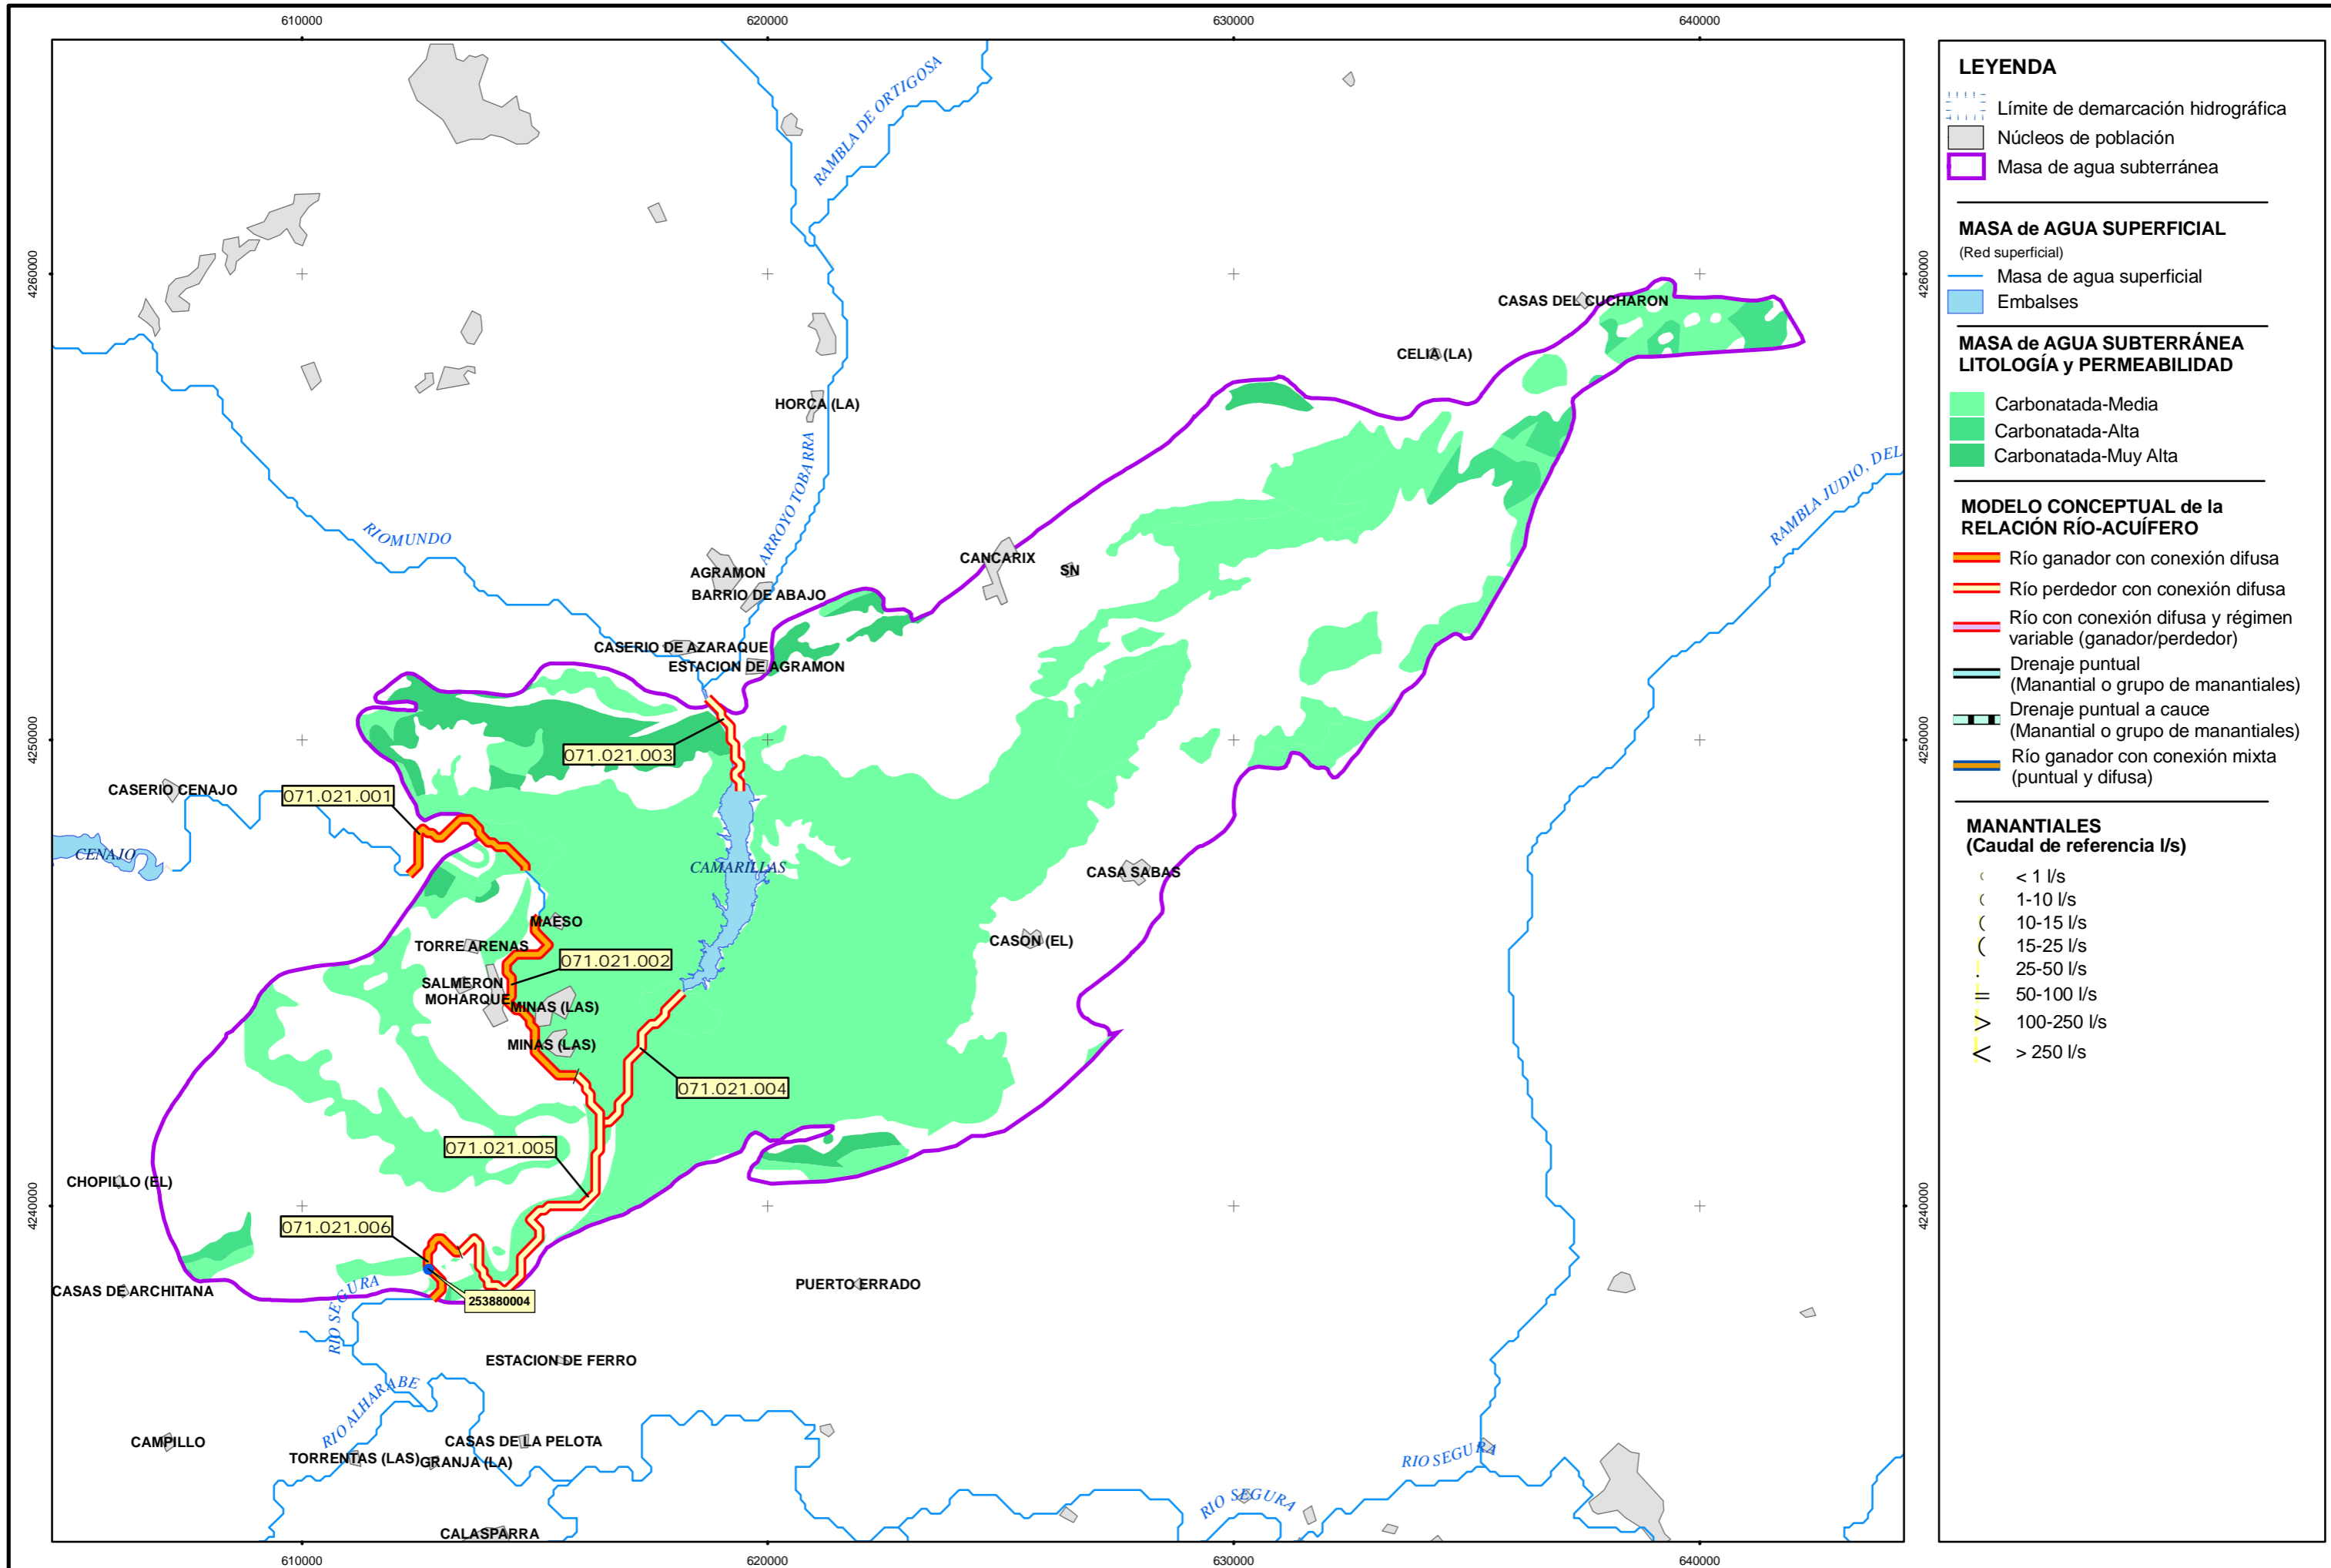 610000
620000
630000
640000
4260000
4250000
4240000
4260000
4250000
4240000
610000
620000
630000
640000
RAMBLA DE ORTIGOSA
CASAS DEL CUCHARON
CELIA (LA)
HORCA (LA)
ARROYO TOBARRA
RAMBLA JUDIO, DEL
RIO MUNDO
CANCARIX
SN
AGRAMON
BARRIO DE ABAJO
CASERIO DE AZARAQUE
ESTACION DE AGRAMON
071.021.003
CASERIO CENAJO
071.021.001
CENAJO
CAMARILLAS
CASA SABAS
MAESO
TORRE ARENAS
CASON (EL)
071.021.002
SALMERON
MOHARQUE
MINAS (LAS)
MINAS (LAS)
071.021.004
071.021.005
CHOPILLO (EL)
071.021.006
CASAS DE ARCHITANA
RIO SEGURA
253880004
PUERTO ERRADO
ESTACION DE FERRO
RIO ALHARABE
CAMPILLO
CASAS DE LA PELOTA
TORRENTAS (LAS)
GRANJA (LA)
RIO SEGURA
RIO SEGURA
CALASPARRA
LEYENDA
Límite de demarcación hidrográfica
Núcleos de población
Masa de agua subterránea
MASA de AGUA SUPERFICIAL
(Red superficial)
Masa de agua superficial
Embalses
MASA de AGUA SUBTERRÁNEA
LITOLOGÍA y PERMEABILIDAD
Carbonatada-Media
Carbonatada-Alta
Carbonatada-Muy Alta
MODELO CONCEPTUAL de la
RELACIÓN RÍO-ACUÍFERO
Río ganador con conexión difusa
Río perdedor con conexión difusa
Río con conexión difusa y régimen
variable (ganador/perdedor)
Drenaje puntual
(Manantial o grupo de manantiales)
Drenaje puntual a cauce
(Manantial o grupo de manantiales)
Río ganador con conexión mixta
(puntual y difusa)
MANANTIALES
(Caudal de referencia l/s)
< 1 l/s
1-10 l/s
10-15 l/s
15-25 l/s
25-50 l/s
50-100 l/s
100-250 l/s
> 250 l/s